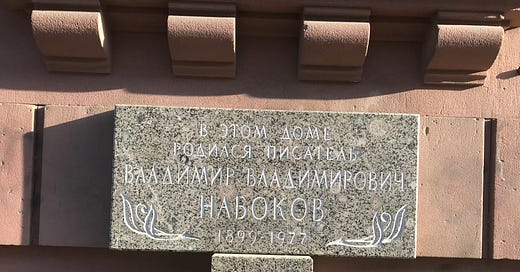 В ЭТОМ ДОМЕ
РОДИЛСЯ ПИСАТЕЛЬ
ВЛАДИМИР ВЛАДИМИРОВИЧ
НАБОКОВ
1899-1977